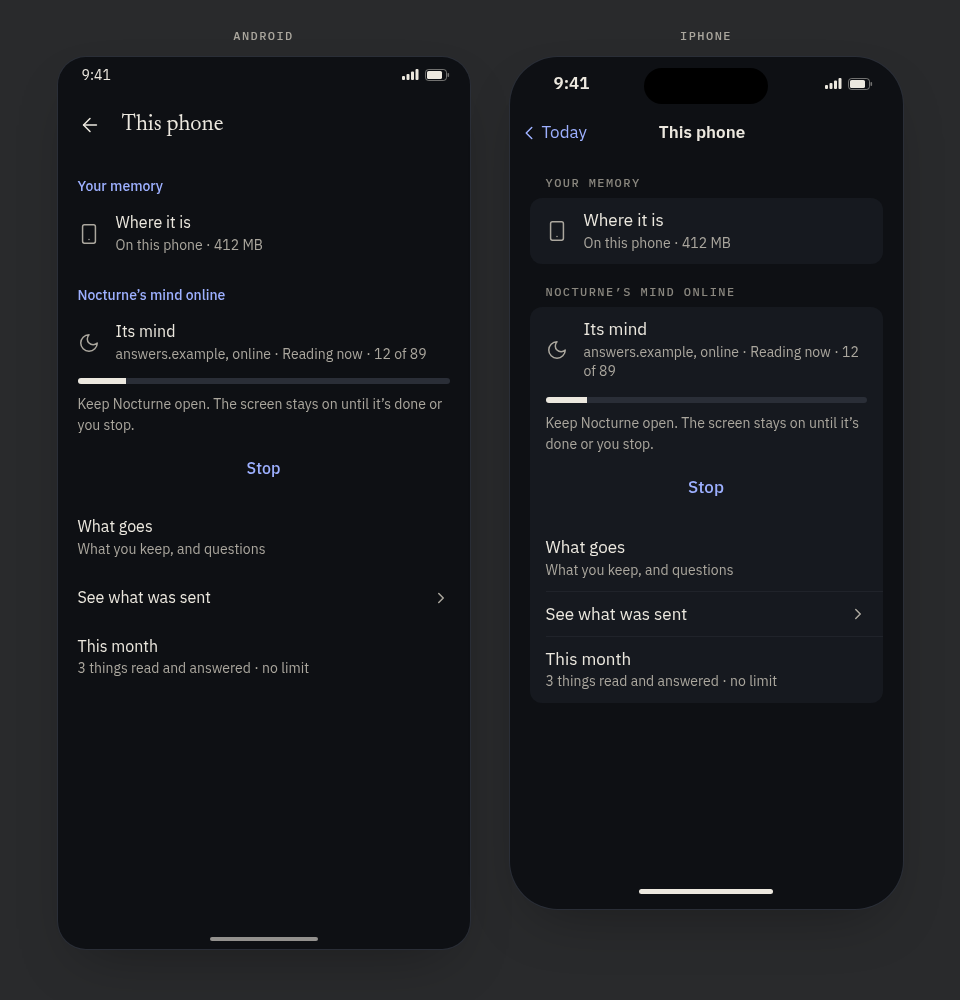 ANDROID
9:41
This phone
Your memory
Where it is
On this phone · 412 MB
Nocturne’s mind online
Its mind
answers.example, online · Reading now · 12 of 89
Keep Nocturne open. The screen stays on until it’s done or
you stop.
Stop
What goes
What you keep, and questions
See what was sent
This month
3 things read and answered · no limit
IPHONE
9:41
Today
This phone
YOUR MEMORY
Where it is
On this phone · 412 MB
NOCTURNE’S MIND ONLINE
Its mind
answers.example, online · Reading now · 12
of 89
Keep Nocturne open. The screen stays on until it’s
done or you stop.
Stop
What goes
What you keep, and questions
See what was sent
This month
3 things read and answered · no limit